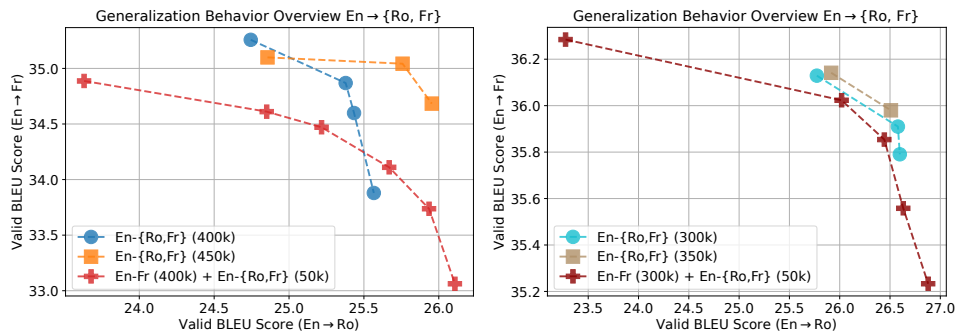 Generalization Behavior Overview En→{Ro, Fr}
Valid BLEU Score (En→Fr)
35.0
34.5
34.0
33.5
33.0
En-{Ro,Fr} (400k)
En-{Ro,Fr} (450k)
En-Fr (400k) + En-{Ro,Fr} (50k)
24.0 24.5 25.0 25.5 26.0
Valid BLEU Score (En→Ro)
Generalization Behavior Overview En→{Ro, Fr}
Valid BLEU Score (En→Fr)
36.2
36.0
35.8
35.6
35.4
35.2
En-{Ro,Fr} (300k)
En-{Ro,Fr} (350k)
En-Fr (300k) + En-{Ro,Fr} (50k)
23.5 24.0 24.5 25.0 25.5 26.0 26.5 27.0
Valid BLEU Score (En→Ro)